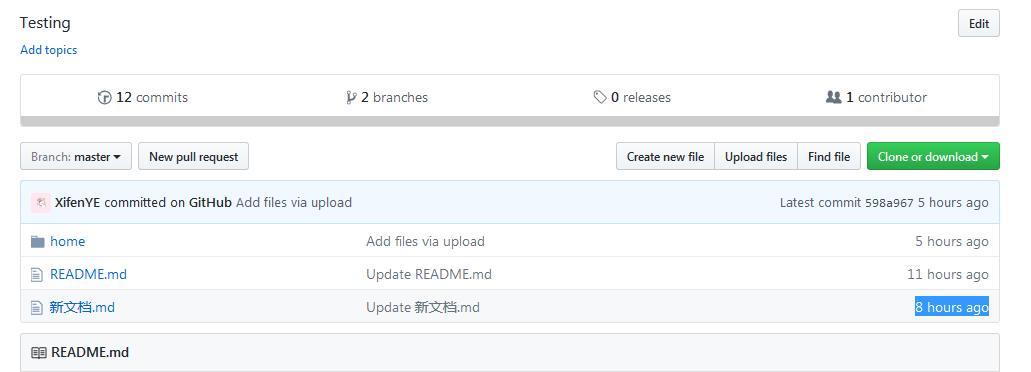 Testing Edit
Add topics
12 commits 2 branches 0 releases 1 contributor
Branch: master New pull request Create new file Upload files Find file Clone or download
XifenYE committed on GitHub Add files via upload Latest commit 598a967 5 hours ago
home Add files via upload 5 hours ago
README.md Update README.md 11 hours ago
新文档.md Update 新文档.md 8 hours ago
README.md